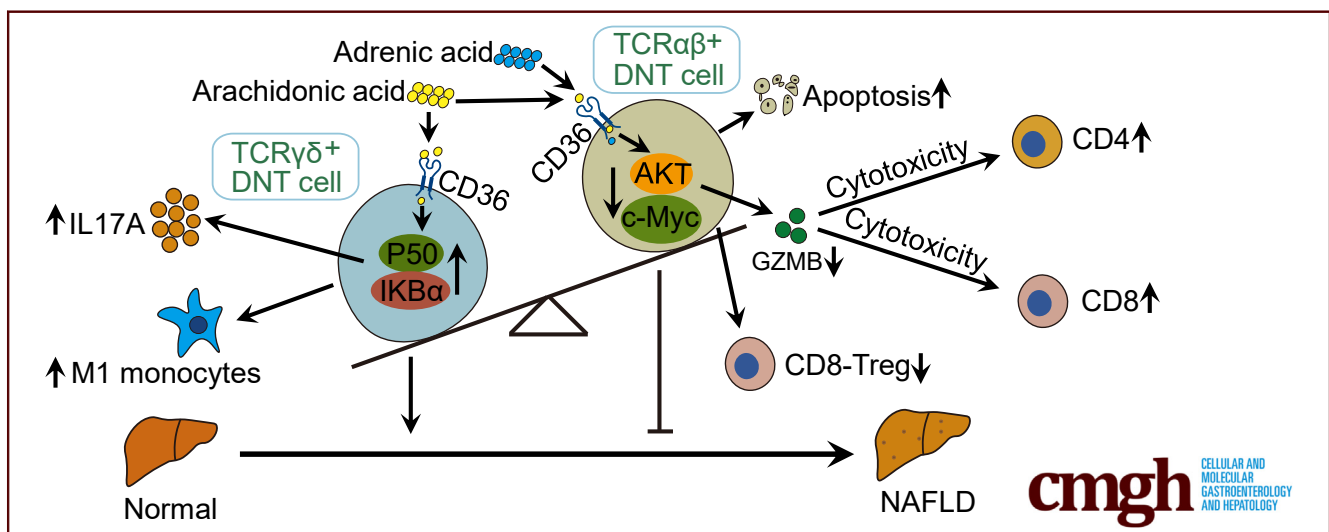 Adrenic acid
Arachidonic acid
TCRαβ+
DNT cell
Apoptosis
TCRγδ+
DNT cell
CD36
CD36
AKT
c-Myc
Cytotoxicity
CD4
IL17A
P50
IKBα
GZMB
Cytotoxicity
CD8
M1 monocytes
CD8-Treg
Normal
NAFLD
cmgh
CELLULAR AND
MOLECULAR
GASTROENTEROLOGY
AND HEPATOLOGY